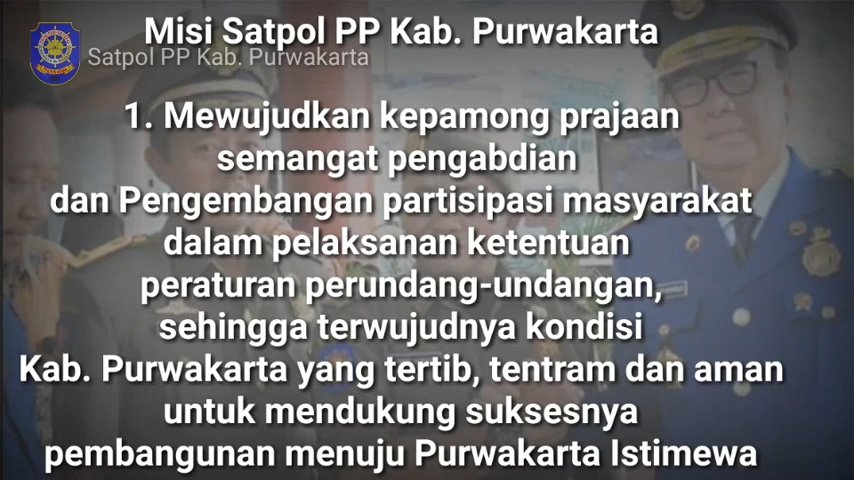 Misi Satpol PP Kab. Purwakarta
Satpol PP Kab. Purwakarta
1. Mewujudkan kepamong prajaan
semangat pengabdian
dan Pengembangan partisipasi masyarakat
dalam pelaksanan ketentuan
peraturan perundang-undangan,
sehingga terwujudnya kondisi
Kab. Purwakarta yang tertib, tentram dan aman
untuk mendukung suksesnya
pembangunan menuju Purwakarta Istimewa